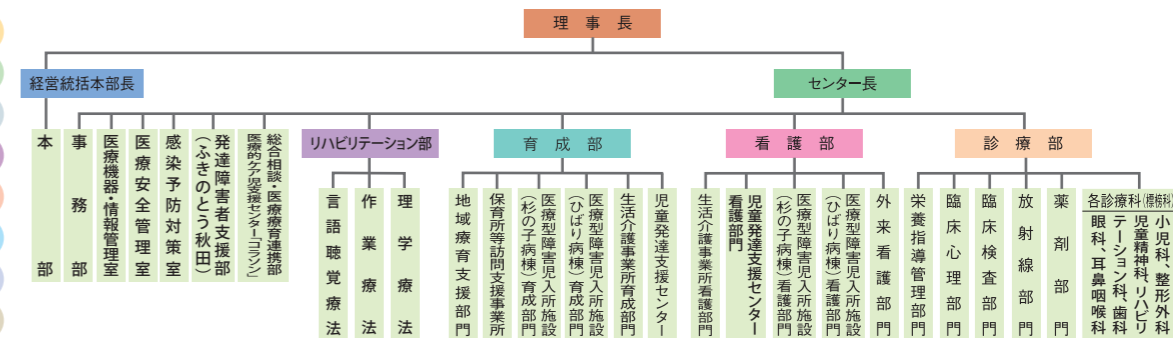 理事長
経営統括本部長
センター長
本部
事務部
医療機器・情報管理室
医療安全管理室
感染予防対策室
発達障害者支援部
(ふきのとう秋田)
総合相談・医療療育連携部
医療的ケア児支援センター「コラソン」
リハビリテーション部
育成部
看護部
診療部
言語聴覚療法
作業療法
理学療法
地域療育支援部門
保育所等訪問支援事業所
医療型障害児入所施設
(杉の子病棟)育成部門
医療型障害児入所施設
(ひばり病棟)育成部門
生活介護事業所育成部門
児童発達支援センター
生活介護事業所看護部門
児童発達支援センター
看護部門
医療型障害児入所施設
(杉の子病棟)看護部門
医療型障害児入所施設
(ひばり病棟)看護部門
外来看護部門
栄養指導管理部門
臨床心理部門
臨床検査部門
放射線部門
薬剤部門
各診療科(標榜科)
小児科、整形外科
児童精神科、リハビリ
テーション科、歯科
眼科、耳鼻咽喉科